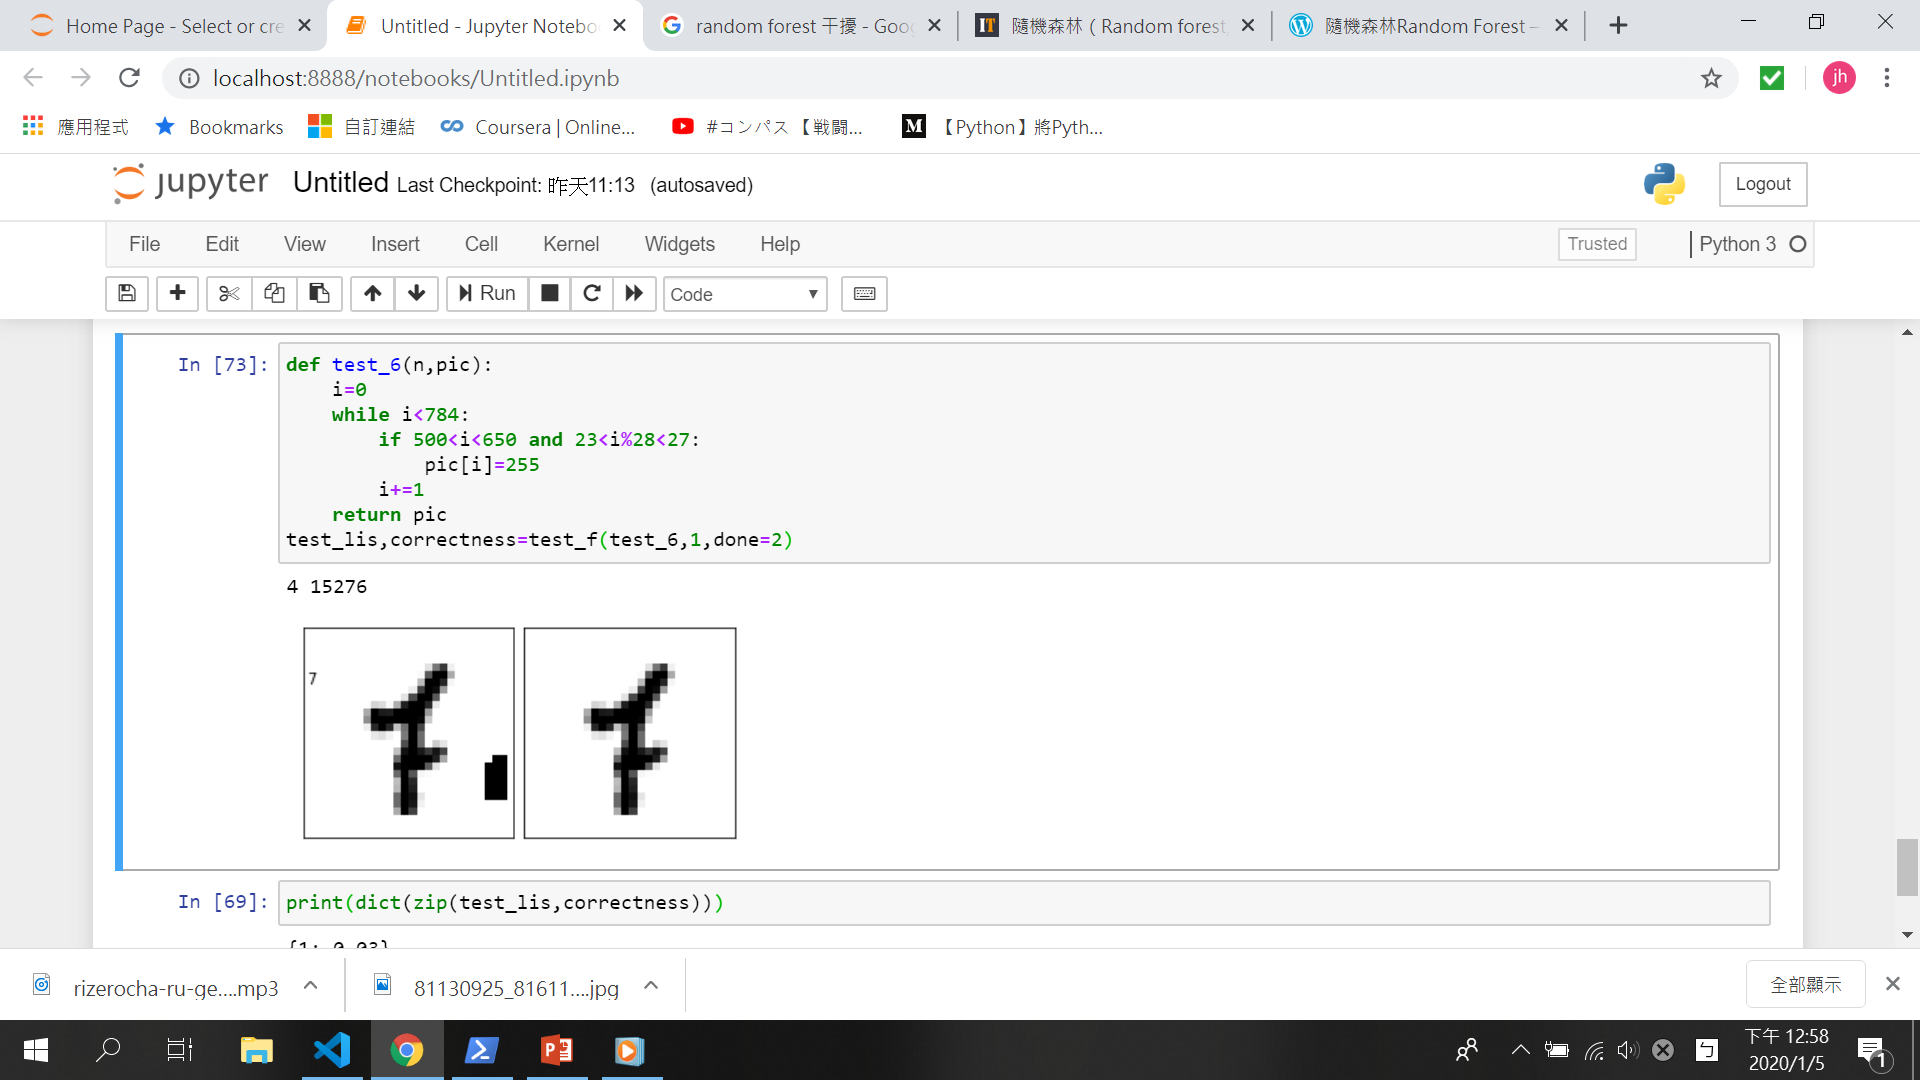 Home Page - Select or cre
Untitled - Jupyter Notebo
random forest 干擾 - Goo
隨機森林（Random forest,
隨機森林Random Forest –
localhost:8888/notebooks/Untitled.ipynb
jh
應用程式
Bookmarks
自訂連結
Coursera | Online...
#コンパス 【戦闘...
【Python】將Pyth...
jupyter
Untitled Last Checkpoint: 昨天11:13 (autosaved)
Logout
File Edit View Insert Cell Kernel Widgets Help
Trusted
Python 3
Run
Code
In [73]:
def test_6(n,pic):
    i=0
    while i<784:
        if 500<i<650 and 23<i%28<27:
            pic[i]=255
        i+=1
    return pic
test_lis,correctness=test_f(test_6,1,done=2)
4 15276
7
In [69]:
print(dict(zip(test_lis,correctness)))
{1: 0.03}
rizerocha-ru-ge....mp3
81130925_81611....jpg
全部顯示
下午 12:58
2020/1/5
1